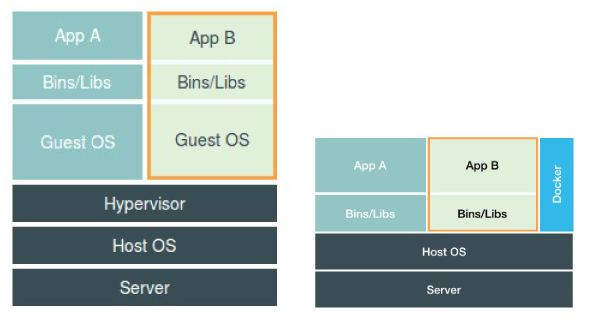 App A
App B
Bins/Libs
Bins/Libs
Guest OS
Guest OS
Hypervisor
Host OS
Server
App A
App B
Docker
Bins/Libs
Bins/Libs
Host OS
Server